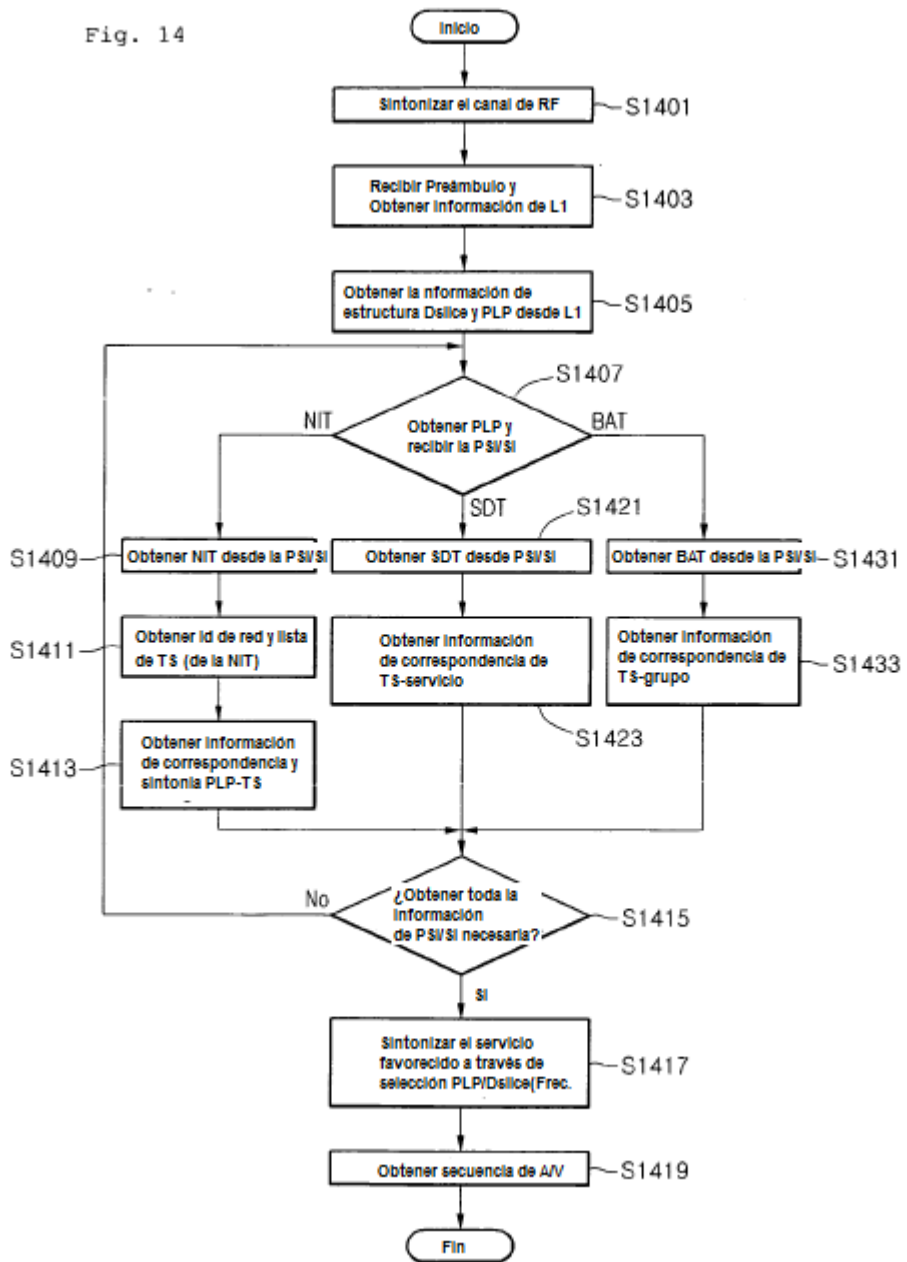 Fig. 14
Inicio
Sintonizar el canal de RF
S1401
Recibir Preámbulo y
Obtener información de L1
S1403
Obtener la nformación de
estructura Dslice y PLP desde L1
S1405
S1407
NIT
Obtener PLP y
recibir la PSI/SI
BAT
SDT
S1421
S1409
Obtener NIT desde la PSI/SI
Obtener SDT desde PSI/SI
Obtener BAT desde la PSI/SI
S1431
S1411
Obtener id de red y lista
de TS (de la NIT)
Obtener información
de correspondencia de
TS-servicio
Obtener información
de correspondencia de
TS-grupo
S1433
S1423
S1413
Obtener información
de correspondencia y
sintonía PLP-TS
No
¿Obtener toda la
información
de PSI/SI necesaria?
S1415
SI
Sintonizar el servicio
favorecido a través de
selección PLP/Dslice(Frec.
S1417
Obtener secuencia de A/V
S1419
Fin